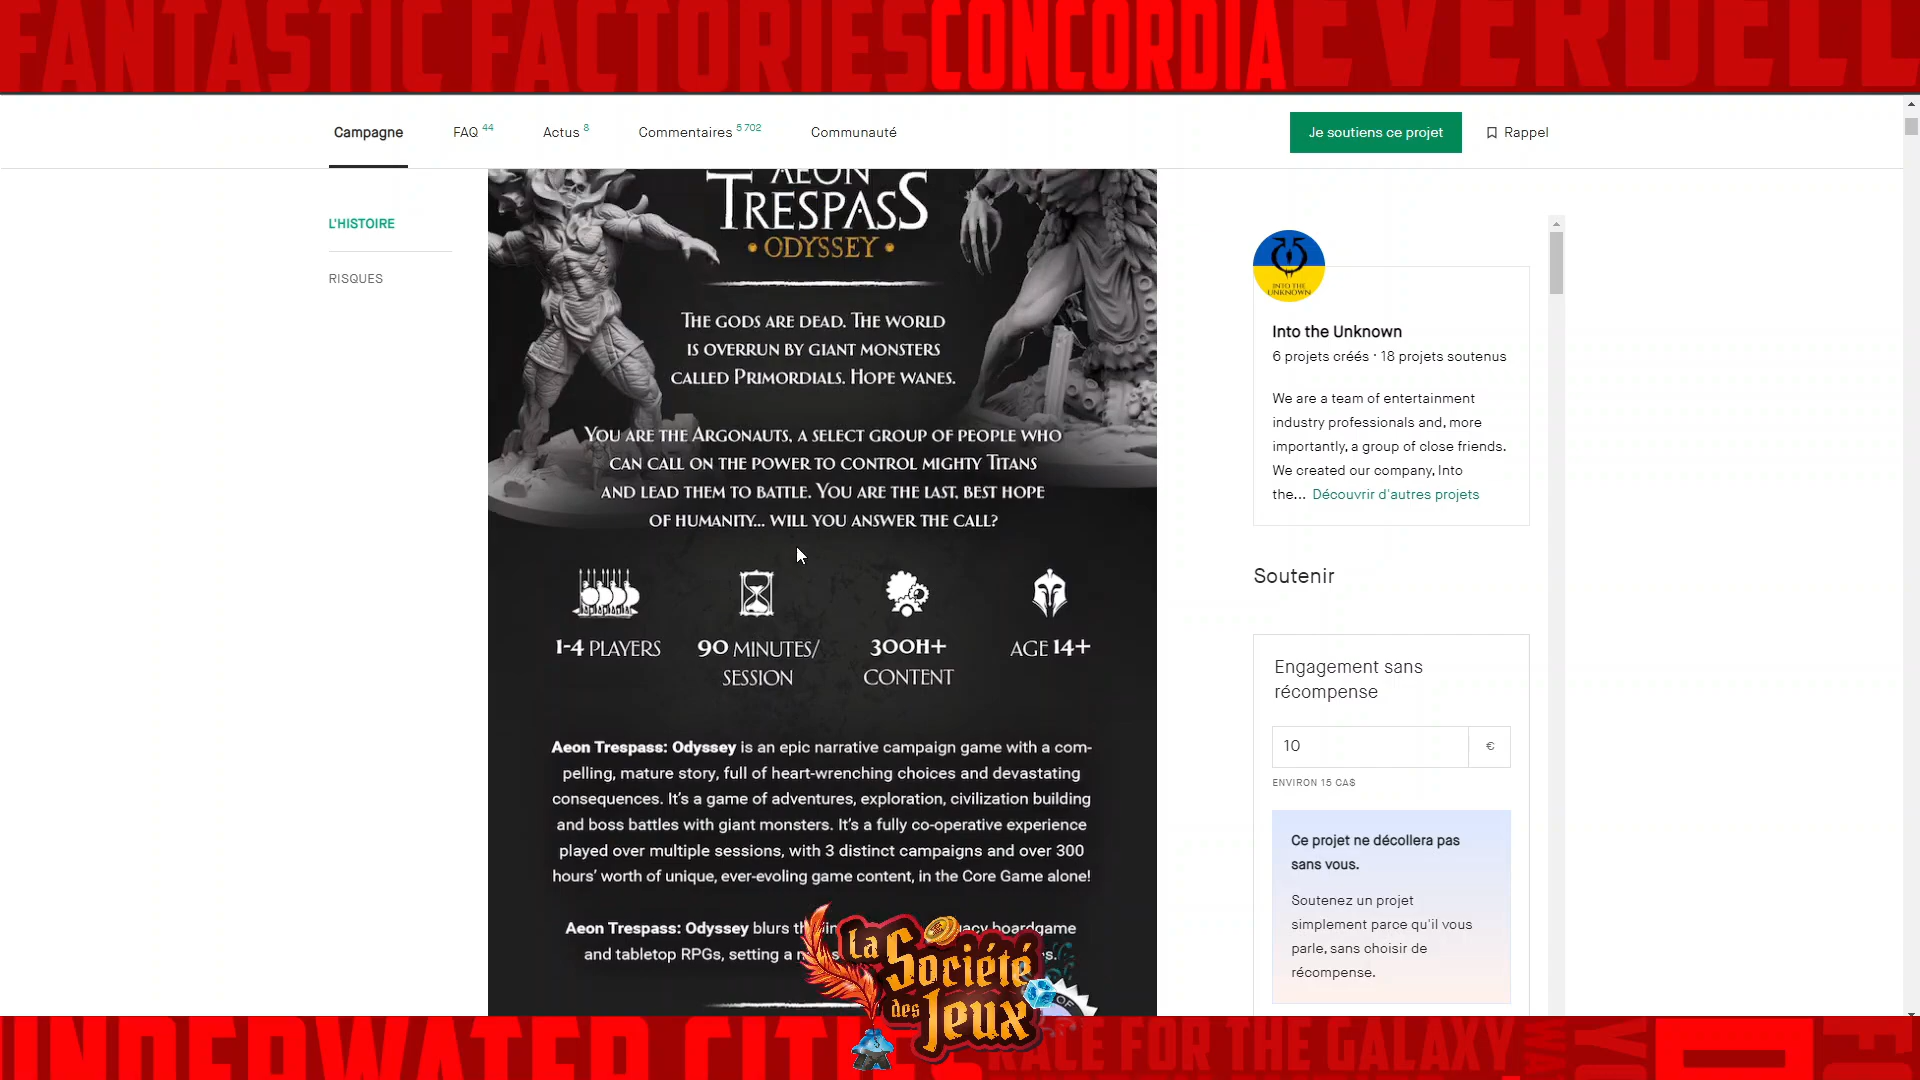 FANTASTIC FACTORIES CONCORDIA EVERDELL
Campagne
FAQ 44
Actus 8
Commentaires 5 702
Communauté
Je soutiens ce projet
Rappel
L'HISTOIRE
RISQUES
AEON
TRESPASS
• ODYSSEY •
THE GODS ARE DEAD. THE WORLD
IS OVERRUN BY GIANT MONSTERS
CALLED PRIMORDIALS. HOPE WANES.
YOU ARE THE ARGONAUTS, A SELECT GROUP OF PEOPLE WHO
CAN CALL ON THE POWER TO CONTROL MIGHTY TITANS
AND LEAD THEM TO BATTLE. YOU ARE THE LAST, BEST HOPE
OF HUMANITY... WILL YOU ANSWER THE CALL?
1-4 PLAYERS
90 MINUTES/
SESSION
300H+
CONTENT
AGE 14+
Aeon Trespass: Odyssey is an epic narrative campaign game with a com-
pelling, mature story, full of heart-wrenching choices and devastating
consequences. It's a game of adventures, exploration, civilization building
and boss battles with giant monsters. It's a fully co-operative experience
played over multiple sessions, with 3 distinct campaigns and over 300
hours' worth of unique, ever-evoling game content, in the Core Game alone!
Aeon Trespass: Odyssey blurs boardgame
and tabletop RPGs, setting a
INTO THE
UNKNOWN
Into the Unknown
6 projets créés · 18 projets soutenus
We are a team of entertainment
industry professionals and, more
importantly, a group of close friends.
We created our company, Into
the... Découvrir d'autres projets
Soutenir
Engagement sans
récompense
10 €
ENVIRON 15 CA$
Ce projet ne décollera pas
sans vous.
Soutenez un projet
simplement parce qu'il vous
parle, sans choisir de
récompense.
La
Société
des
Jeux
OF
UNDERWATER CITIES
RACE FOR THE GALAXY